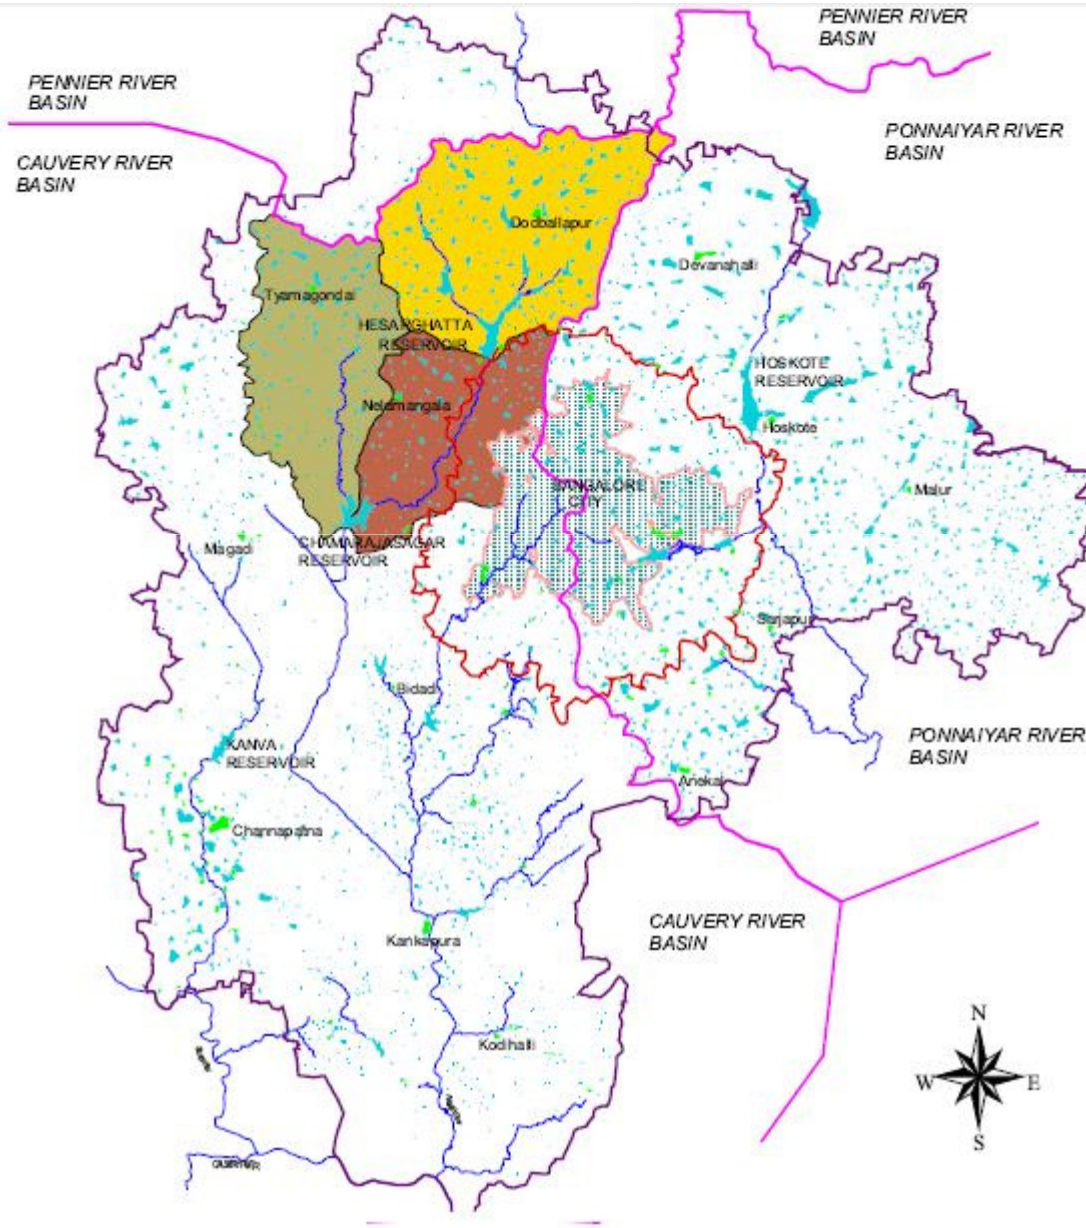 PENNIER RIVER
BASIN
PENNIER RIVER
BASIN
PONNAIYAR RIVER
BASIN
CAUVERY RIVER
BASIN
Dodballapur
Devanahalli
Tyamagondal
HESARGHATTA
RESERVOIR
HOSKOTE
RESERVOIR
Nelamangala
Hoskote
BANGALORE
CITY
Malur
Magadi
CHAMARAJASAGAR
RESERVOIR
Sarjapur
Bidadi
KANVA
RESERVOIR
PONNAIYAR RIVER
BASIN
Anekal
Channapatna
CAUVERY RIVER
BASIN
Kankapura
N
Kodihalli
W
E
S